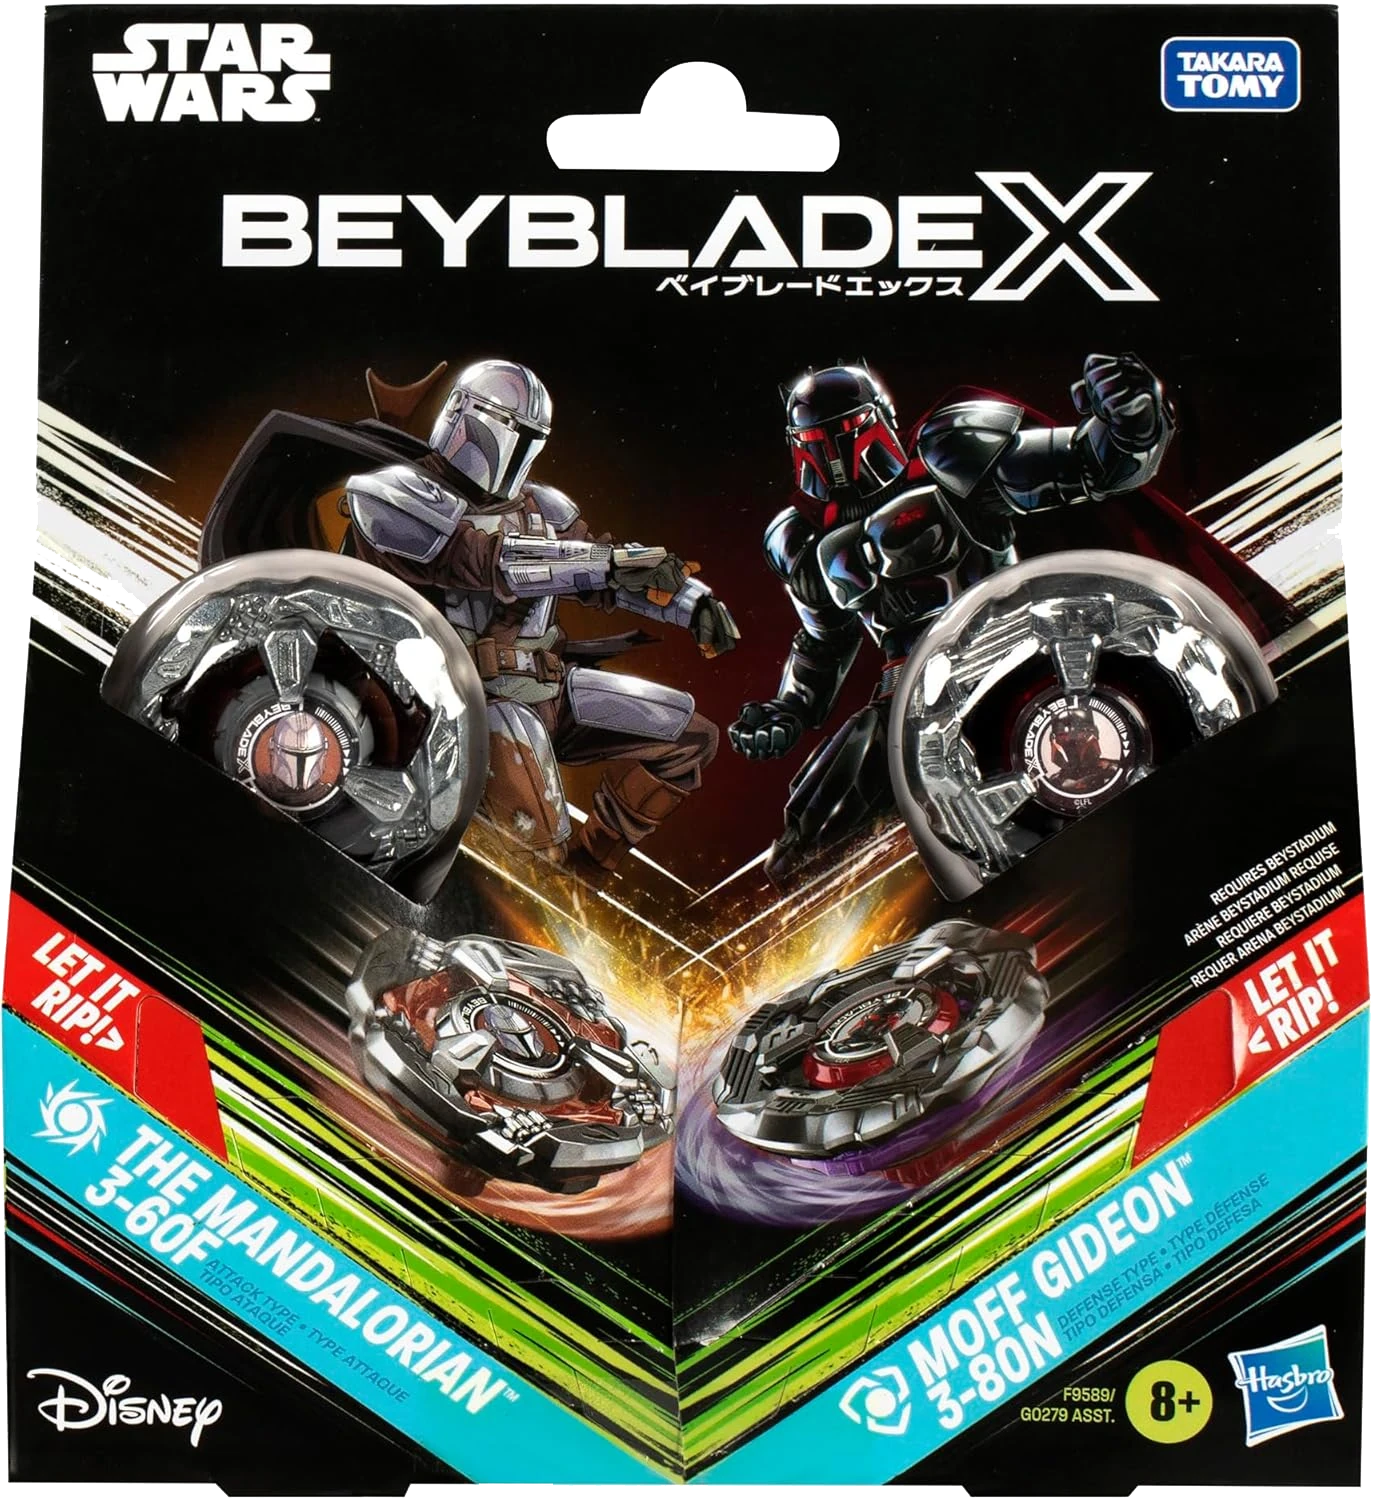 STAR
WARS
TAKARA
TOMY
BEYBLADE X
ベイブレードエックス
BEYBLADE X
BEYBLADE X
©LFL
REQUIRES BEYSTADIUM
ARÈNE BEYSTADIUM REQUISE
REQUIERE BEYSTADIUM
REQUER ARENA BEYSTADIUM
LET IT
RIP!>
LET IT
<RIP!
THE MANDALORIAN™
3-60F
ATTACK TYPE • TYPE ATTAQUE
TIPO ATAQUE
MOFF GIDEON™
3-80N
DEFENSE TYPE • TYPE DÉFENSE
TIPO DEFENSA • TIPO DEFESA
Disney
F9589/
G0279 ASST.
8+
Hasbro